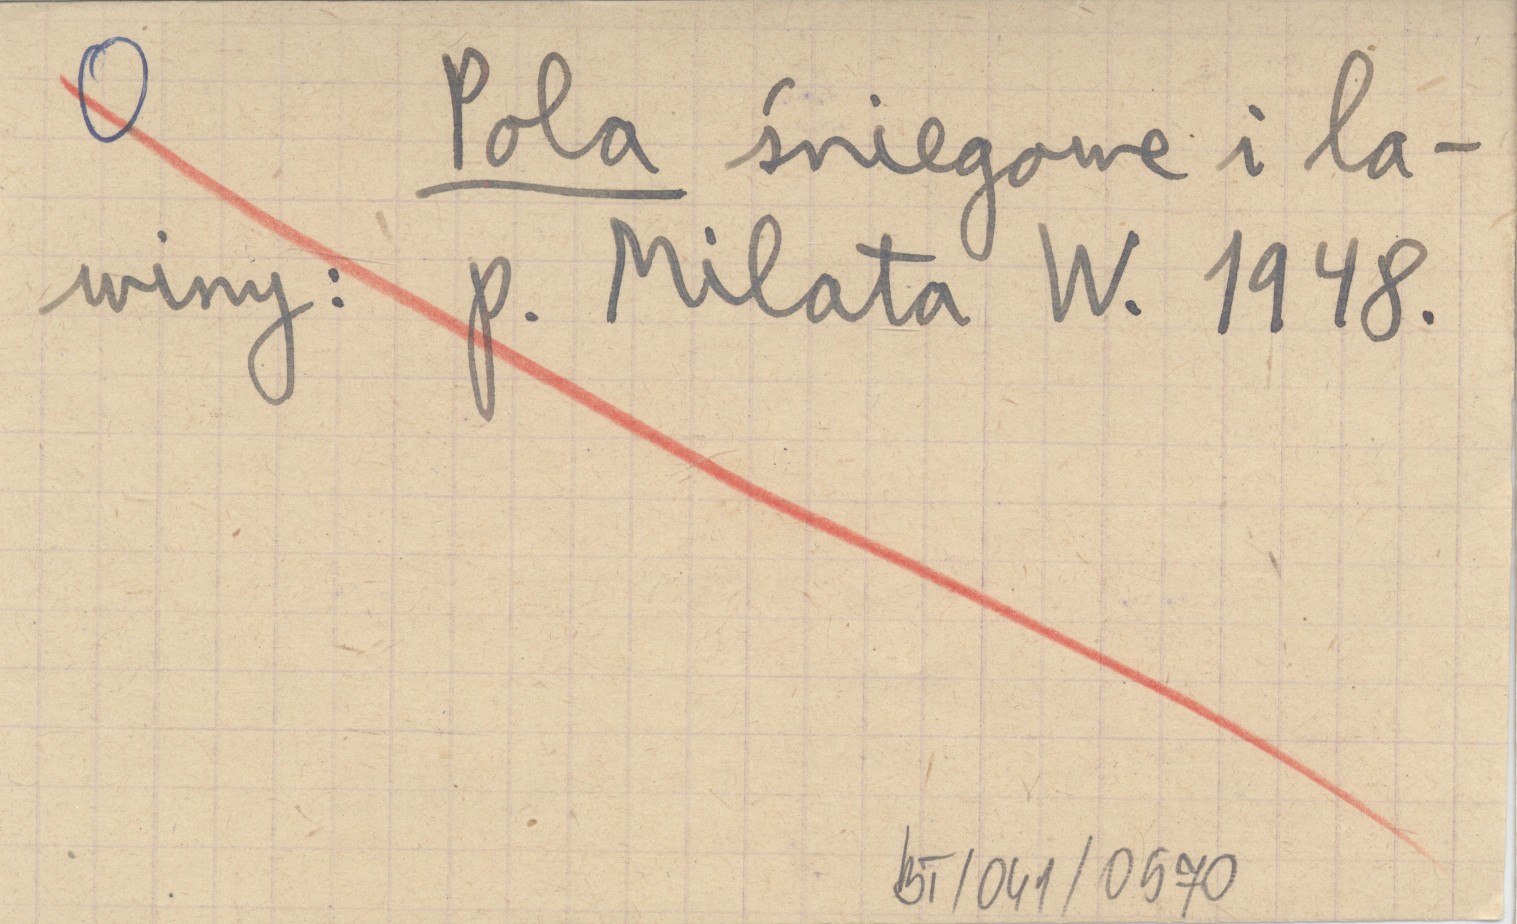 O Pola śniegowe i la-
winy: p. Milata W. 1948.
BT/041/0570